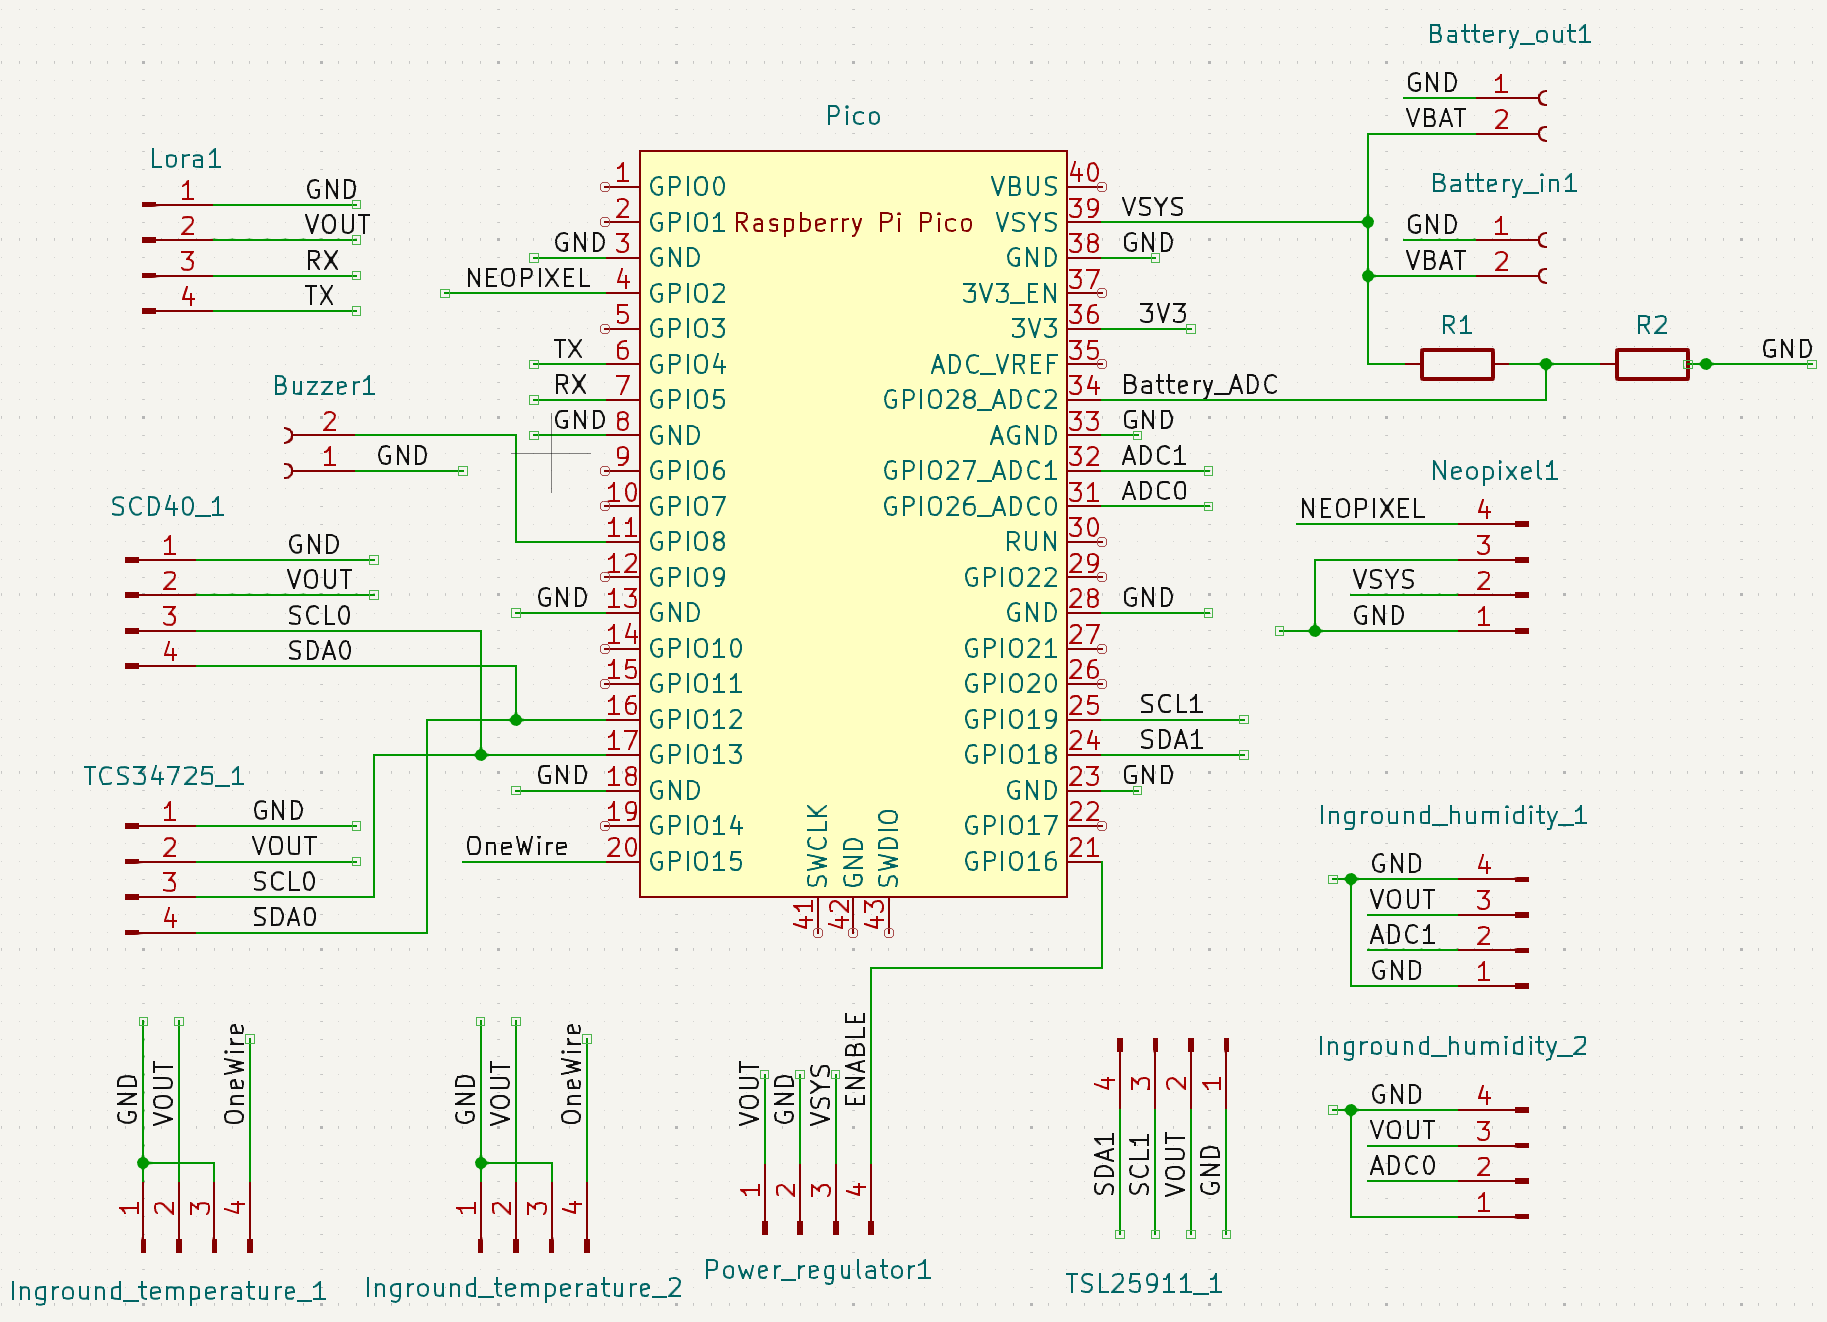 Battery_out1
GND 1
VBAT 2
Pico
Lora1
1 GND
2 VOUT
3 RX
4 TX
Battery_in1
GND 1
VBAT 2
R1 R2
GND
Raspberry Pi Pico
1 GPIO0
2 GPIO1
GND 3 GND
NEOPIXEL 4 GPIO2
5 GPIO3
TX 6 GPIO4
RX 7 GPIO5
GND 8 GND
9 GPIO6
10 GPIO7
11 GPIO8
12 GPIO9
GND 13 GND
14 GPIO10
15 GPIO11
16 GPIO12
17 GPIO13
GND 18 GND
19 GPIO14
OneWire 20 GPIO15
VBUS 40
VSYS 39 VSYS
GND 38 GND
3V3_EN 37
3V3 36 3V3
ADC_VREF 35
GPIO28_ADC2 34 Battery_ADC
AGND 33 GND
GPIO27_ADC1 32 ADC1
GPIO26_ADC0 31 ADC0
RUN 30
GPIO22 29
GND 28 GND
GPIO21 27
GPIO20 26
GPIO19 25 SCL1
GPIO18 24 SDA1
GND 23 GND
GPIO17 22
GPIO16 21
SWCLK 41
GND 42
SWDIO 43
Buzzer1
2
1 GND
SCD40_1
1 GND
2 VOUT
3 SCL0
4 SDA0
TCS34725_1
1 GND
2 VOUT
3 SCL0
4 SDA0
Neopixel1
NEOPIXEL 4
3
VSYS 2
GND 1
Inground_humidity_1
GND 4
VOUT 3
ADC1 2
GND 1
Inground_humidity_2
GND 4
VOUT 3
ADC0 2
1
GND 1
VOUT 2
3
OneWire 4
Inground_temperature_1
GND 1
VOUT 2
3
OneWire 4
Inground_temperature_2
VOUT 1
GND 2
VSYS 3
ENABLE 4
Power_regulator1
4 SDA1
3 SCL1
2 VOUT
1 GND
TSL25911_1